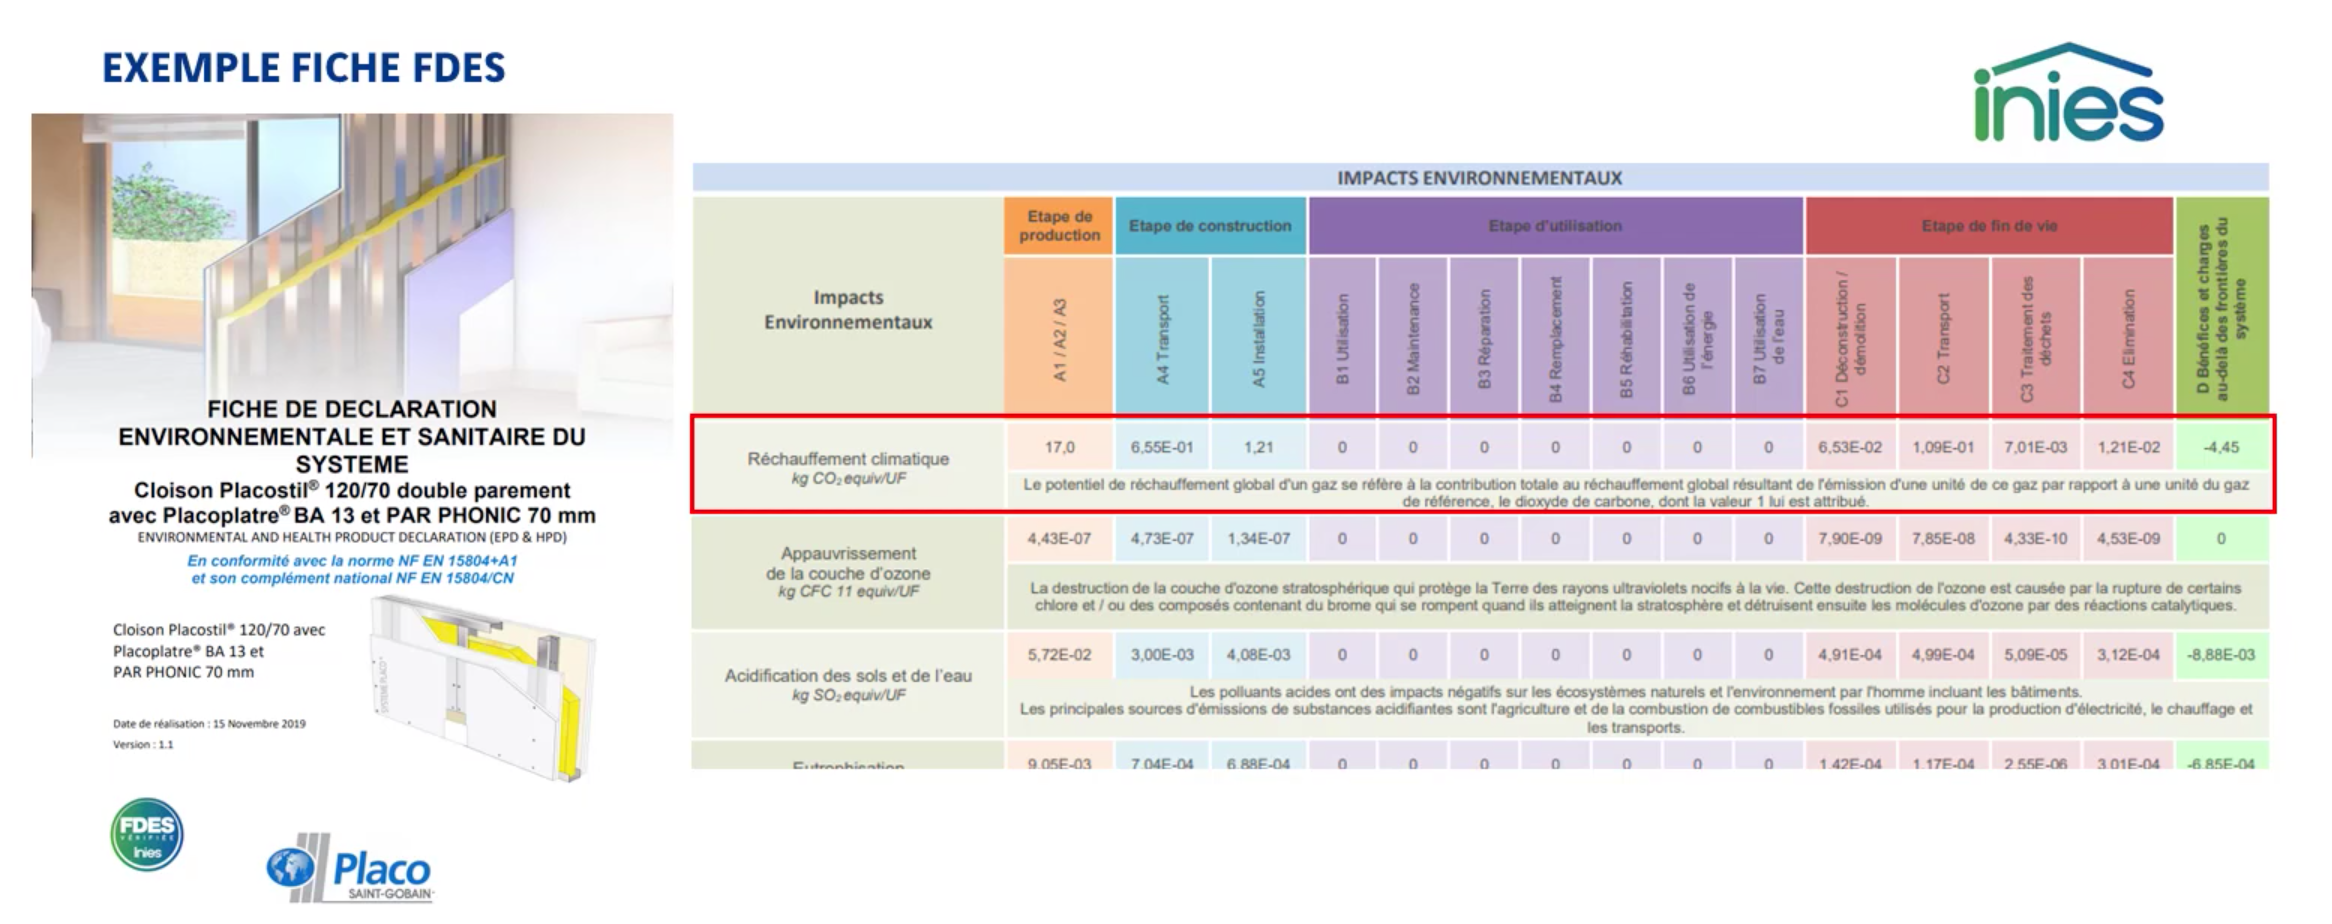 EXEMPLE FICHE FDES
inies
FICHE DE DECLARATION
ENVIRONNEMENTALE ET SANITAIRE DU
SYSTEME
Cloison Placostil® 120/70 double parement
avec Placoplatre® BA 13 et PAR PHONIC 70 mm
ENVIRONMENTAL AND HEALTH PRODUCT DECLARATION (EPD & HPD)
En conformité avec la norme NF EN 15804+A1
et son complément national NF EN 15804/CN
Cloison Placostil® 120/70 avec
Placoplatre® BA 13 et
PAR PHONIC 70 mm
Date de réalisation : 15 Novembre 2019
Version : 1.1
FDES
VÉRIFIÉE
Inies
Placo
SAINT-GOBAIN
IMPACTS ENVIRONNEMENTAUX
Impacts
Environnementaux
Etape de
production
Etape de construction
Etape d'utilisation
Etape de fin de vie
D Bénéfices et charges
au-delà des frontières du
système
A1 / A2 / A3
A4 Transport
A5 Installation
B1 Utilisation
B2 Maintenance
B3 Réparation
B4 Remplacement
B5 Réhabilitation
B6 Utilisation de
l'énergie
B7 Utilisation
de l'eau
C1 Déconstruction /
démolition
C2 Transport
C3 Traitement des
déchets
C4 Elimination
Réchauffement climatique
kg CO₂ equiv/UF
17,0 6,55E-01 1,21 0 0 0 0 0 0 0 6,53E-02 1,09E-01 7,01E-03 1,21E-02 -4,45
Le potentiel de réchauffement global d'un gaz se réfère à la contribution totale au réchauffement global résultant de l'émission d'une unité de ce gaz par rapport à une unité du gaz
de référence, le dioxyde de carbone, dont la valeur 1 lui est attribué.
Appauvrissement
de la couche d'ozone
kg CFC 11 equiv/UF
4,43E-07 4,73E-07 1,34E-07 0 0 0 0 0 0 0 7,90E-09 7,85E-08 4,33E-10 4,53E-09 0
La destruction de la couche d'ozone stratosphérique qui protège la Terre des rayons ultraviolets nocifs à la vie. Cette destruction de l'ozone est causée par la rupture de certains
chlore et / ou des composés contenant du brome qui se rompent quand ils atteignent la stratosphère et détruisent ensuite les molécules d'ozone par des réactions catalytiques.
Acidification des sols et de l'eau
kg SO₂ equiv/UF
5,72E-02 3,00E-03 4,08E-03 0 0 0 0 0 0 0 4,91E-04 4,99E-04 5,09E-05 3,12E-04 -8,88E-03
Les polluants acides ont des impacts négatifs sur les écosystèmes naturels et l'environnement par l'homme incluant les bâtiments.
Les principales sources d'émissions de substances acidifiantes sont l'agriculture et de la combustion de combustibles fossiles utilisés pour la production d'électricité, le chauffage et
les transports.
Eutrophisation
9,05E-03 7,04E-04 6,88E-04 0 0 0 0 0 0 0 1,42E-04 1,17E-04 2,55E-06 3,01E-04 -6,85E-04